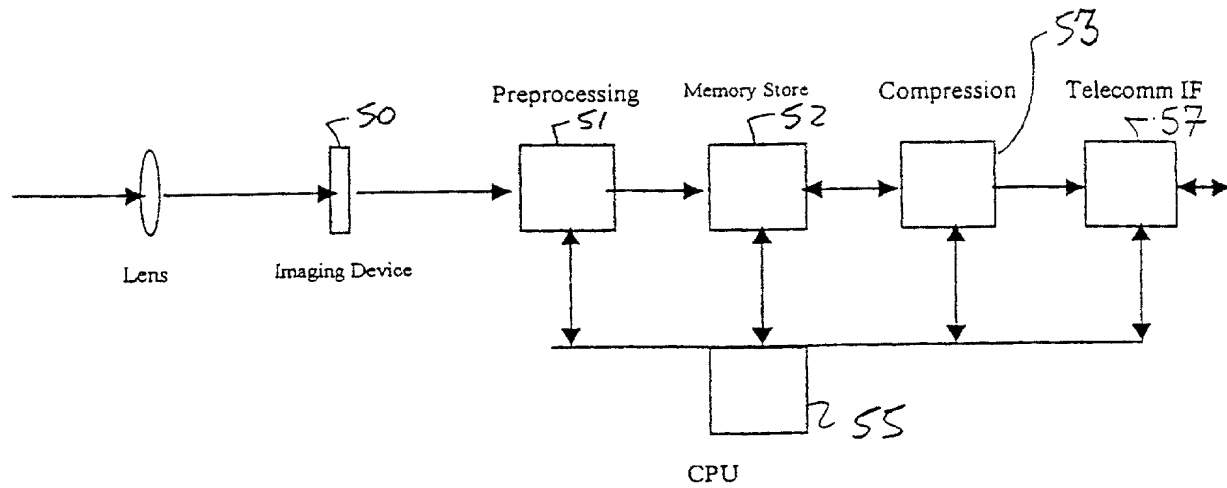 53
Preprocessing Memory Store Compression Telecomm IF
50 51 52 57
Lens Imaging Device
55
CPU